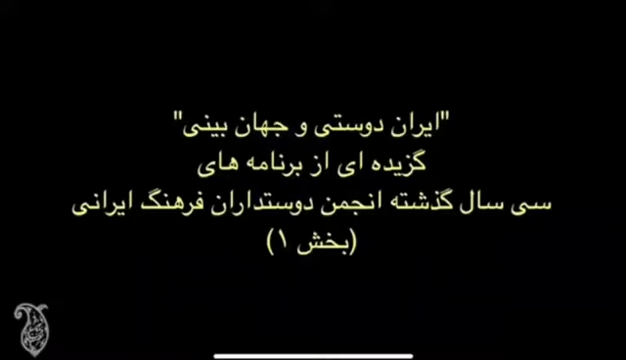 "ایران دوستی و جهان بینی"
گزیده ای از برنامه های
سی سال گذشته انجمن دوستداران فرهنگ ایرانی
(بخش ۱)